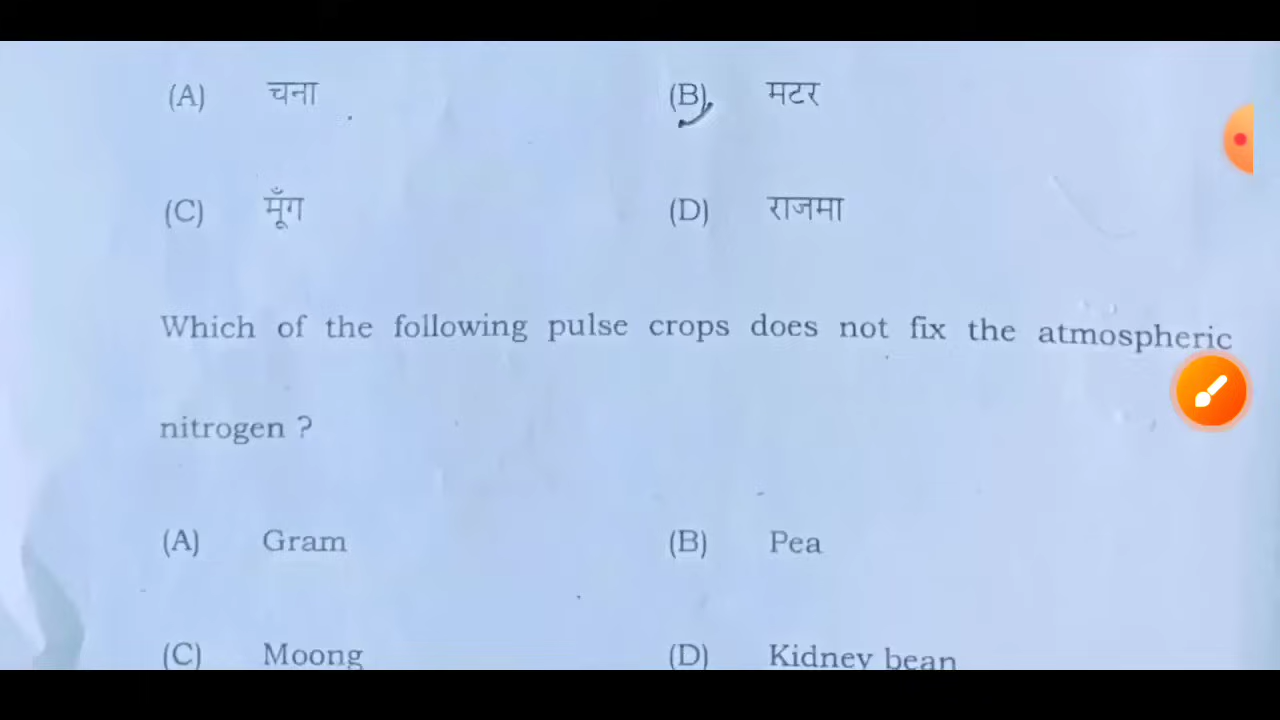 (A) चना (B) मटर
(C) मूँग (D) राजमा
Which of the following pulse crops does not fix the atmospheric
nitrogen ?
(A) Gram (B) Pea
(C) Moong (D) Kidney bean